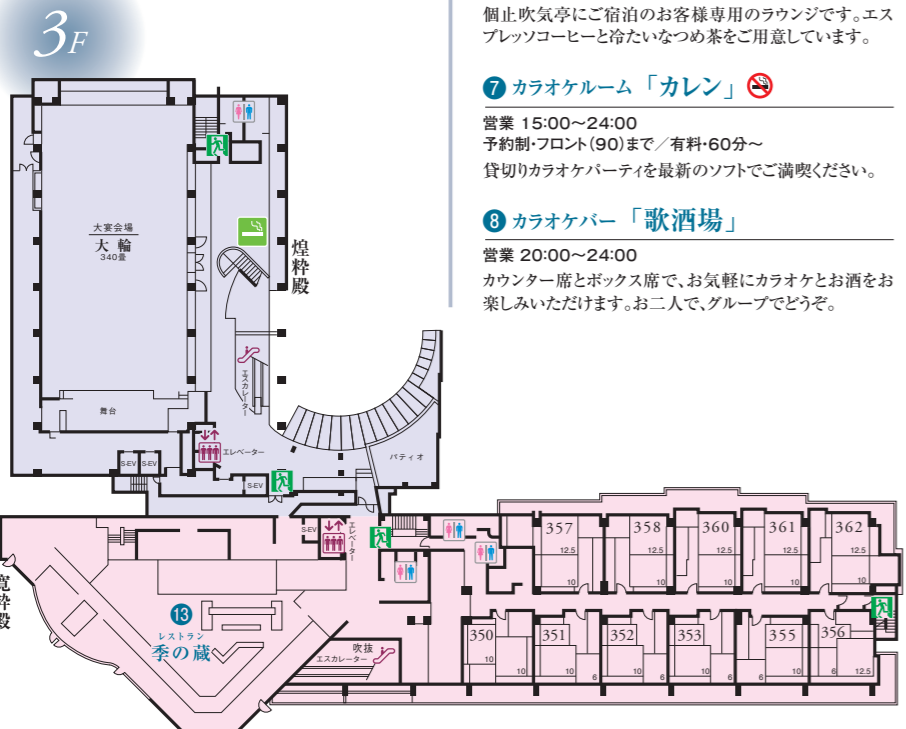 3F
個止吹気亭にご宿泊のお客様専用のラウンジです。エス
プレッソコーヒーと冷たいなつめ茶をご用意しています。
7 カラオケルーム 「カレン」
営業 15:00～24:00
予約制・フロント(90)まで／有料・60分～
貸切りカラオケパーティを最新のソフトでご満喫ください。
8 カラオケバー 「歌酒場」
営業 20:00～24:00
カウンター席とボックス席で、お気軽にカラオケとお酒をお
楽しみいただけます。お二人で、グループでどうぞ。
大宴会場
大輪
340畳
煌粋殿
エスカレーター
舞台
エレベーター
パティオ
S-EV
S-EV
S-EV
S-EV
エレベーター
寛粋殿
13
レストラン
季の蔵
吹抜
エスカレーター
357
12.5
10
358
12.5
10
360
12.5
10
361
12.5
10
362
12.5
10
350
10
10
351
10
6
352
10
6
353
10
6
355
10
6
356
6
12.5